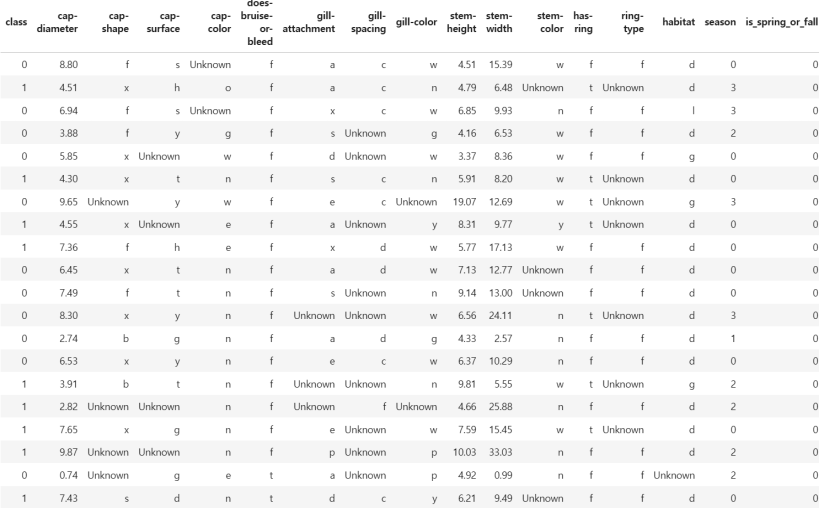 class cap-diameter cap-shape cap-surface cap-color does-bruise-or-bleed gill-attachment gill-spacing gill-color stem-height stem-width stem-color has-ring ring-type habitat season is_spring_or_fall
0 8.80 f s Unknown f a c w 4.51 15.39 w f f d 0 0
1 4.51 x h o f a c n 4.79 6.48 Unknown t Unknown d 3 0
0 6.94 f s Unknown f x c w 6.85 9.93 n f f l 3 0
0 3.88 f y g f s Unknown g 4.16 6.53 w f f d 2 0
0 5.85 x Unknown w f d Unknown w 3.37 8.36 w f f g 0 0
1 4.30 x t n f s c n 5.91 8.20 w t Unknown d 0 0
0 9.65 Unknown y w f e c Unknown 19.07 12.69 w t Unknown g 3 0
1 4.55 x Unknown e f a Unknown y 8.31 9.77 y t Unknown d 0 0
1 7.36 f h e f x d w 5.77 17.13 w f f d 0 0
0 6.45 x t n f a d w 7.13 12.77 Unknown f f d 0 0
0 7.49 f t n f s Unknown n 9.14 13.00 Unknown f f d 0 0
0 8.30 x y n f Unknown Unknown w 6.56 24.11 n t Unknown d 3 0
0 2.74 b g n f a d g 4.33 2.57 n f f d 1 0
0 6.53 x y n f e c w 6.37 10.29 n f f d 0 0
1 3.91 b t n f Unknown Unknown n 9.81 5.55 w t Unknown g 2 0
1 2.82 Unknown Unknown n f Unknown f Unknown 4.66 25.88 n f f d 2 0
1 7.65 x g n f e Unknown w 7.59 15.45 w t Unknown d 0 0
1 9.87 Unknown Unknown n f p Unknown p 10.03 33.03 n f f d 2 0
0 0.74 Unknown g e t a Unknown p 4.92 0.99 n f f Unknown 2 0
1 7.43 s d n t d c y 6.21 9.49 Unknown f f d 0 0